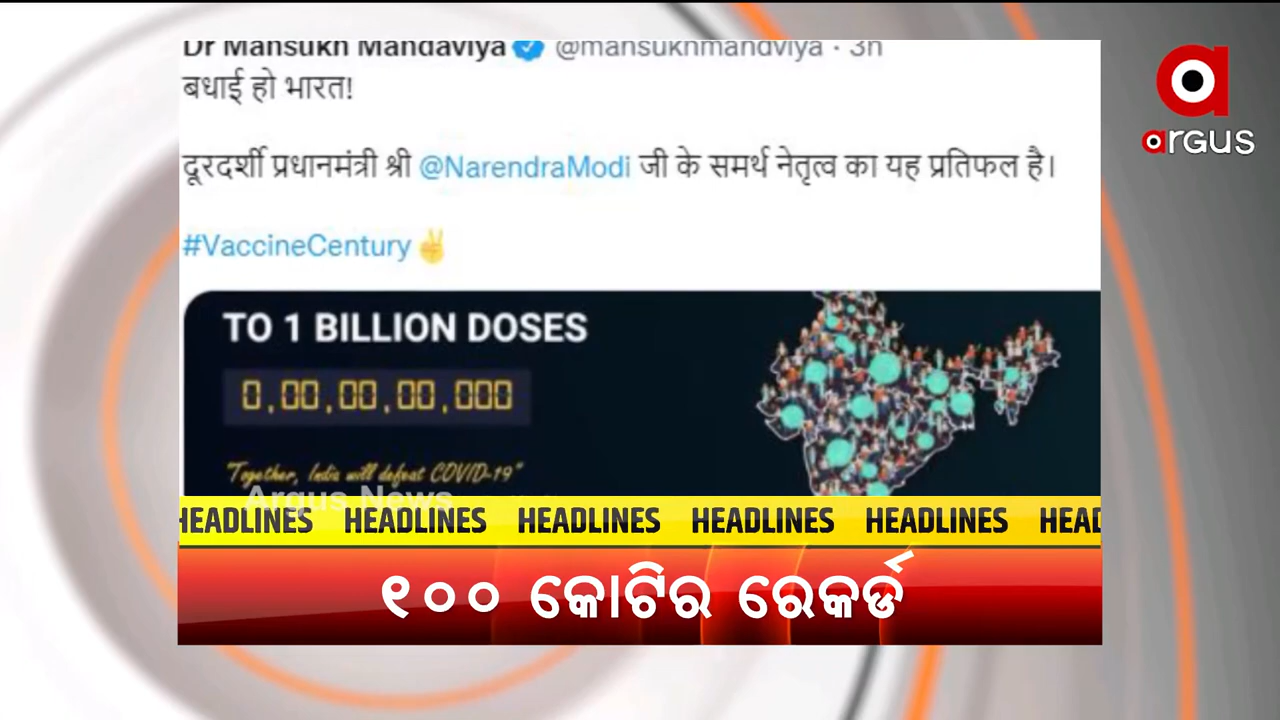 Dr Mansukh Mandaviya @mansukhmandviya · 3h
बधाई हो भारत!
दूरदर्शी प्रधानमंत्री श्री @NarendraModi जी के समर्थ नेतृत्व का यह प्रतिफल है।
#VaccineCentury✌
TO 1 BILLION DOSES
0,00,00,00,000
"Together, India will defeat COVID-19"
Argus News
HEADLINES HEADLINES HEADLINES HEADLINES HEADLINES HEAD
୧୦୦ କୋଟିର ରେକର୍ଡ
a
argus